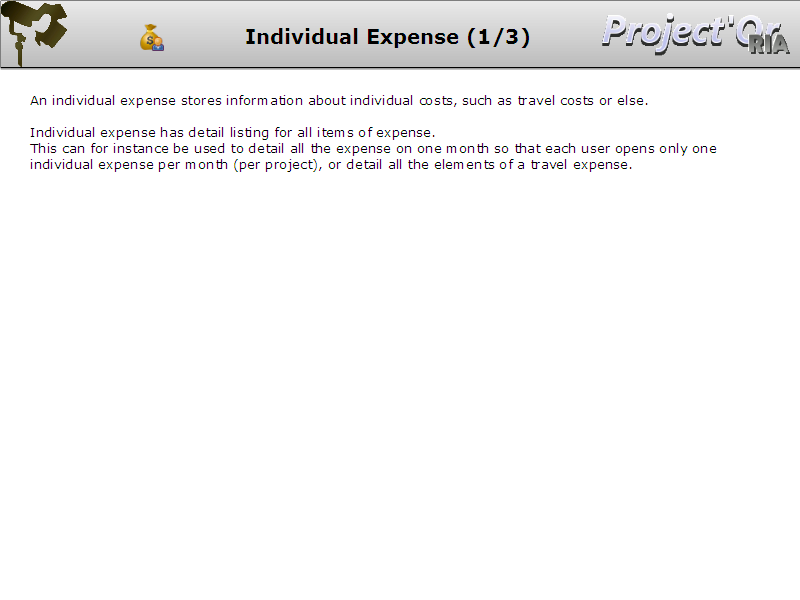 Individual Expense (1/3)
Project'Or
RIA
An individual expense stores information about individual costs, such as travel costs or else.
Individual expense has detail listing for all items of expense.
This can for instance be used to detail all the expense on one month so that each user opens only one
individual expense per month (per project), or detail all the elements of a travel expense.